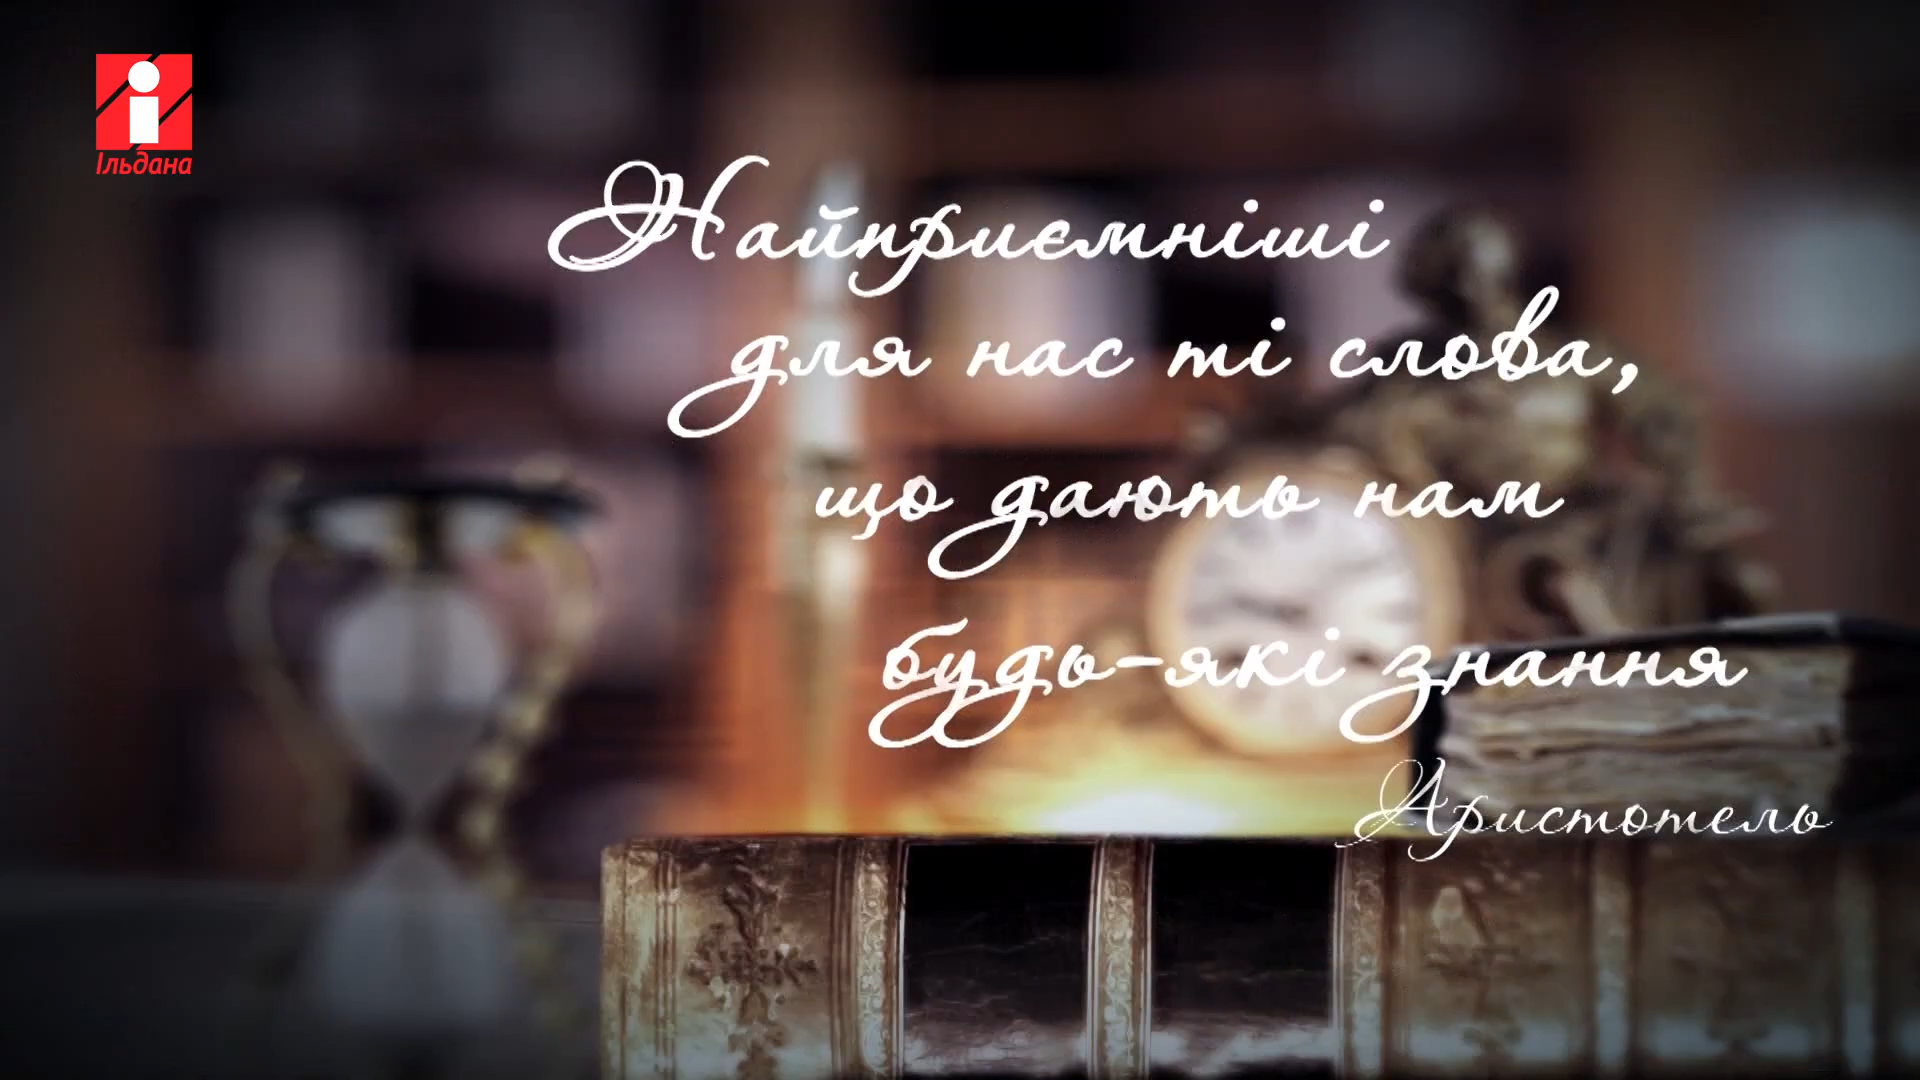 Ільдана
Найприємніші
для нас ті слова,
що дають нам
будь-які знання
Аристотель